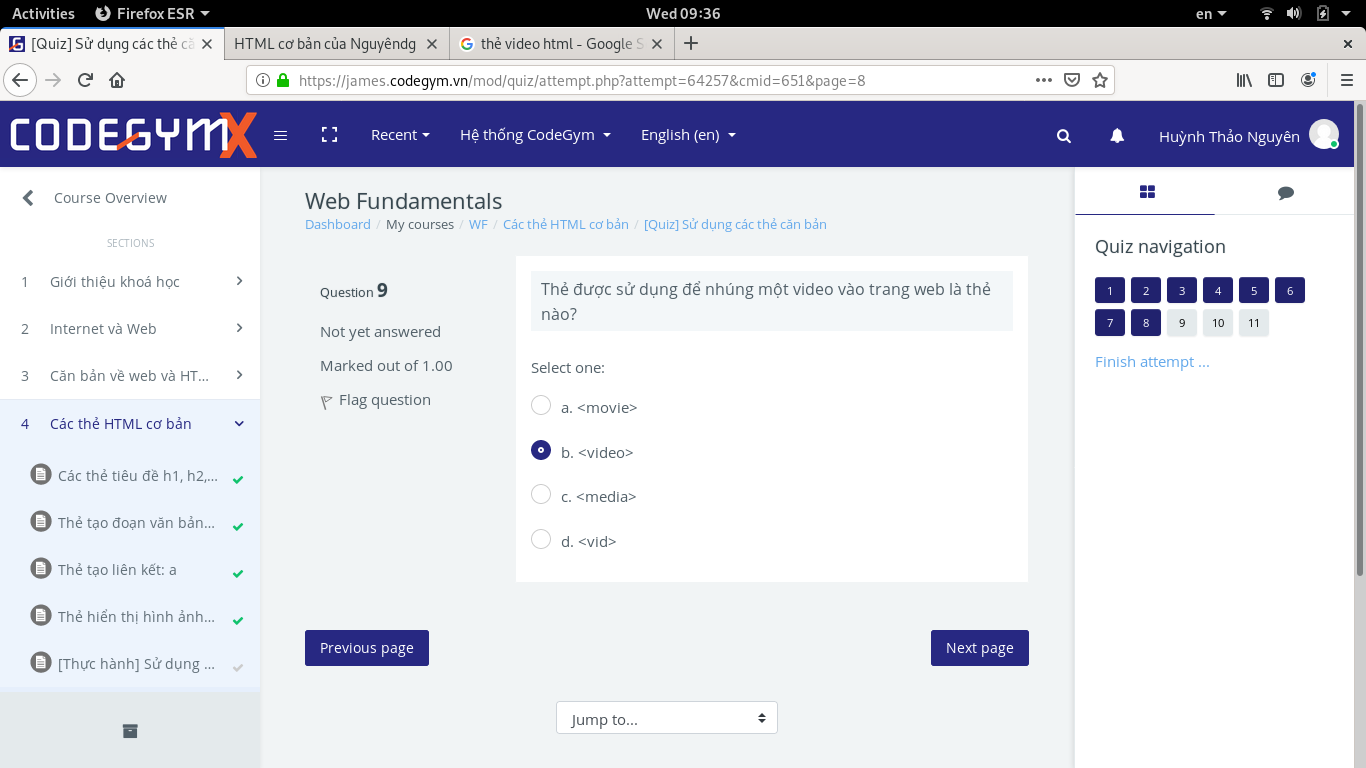 Activities Firefox ESR Wed 09:36 en
[Quiz] Sử dụng các thẻ că HTML cơ bản của Nguyêndg thẻ video html - Google S
https://james.codegym.vn/mod/quiz/attempt.php?attempt=64257&cmid=651&page=8
CODEGYMX Recent Hệ thống CodeGym English (en) Huỳnh Thảo Nguyên
Course Overview
SECTIONS
1 Giới thiệu khoá học
2 Internet và Web
3 Căn bản về web và HT...
4 Các thẻ HTML cơ bản
Các thẻ tiêu đề h1, h2,...
Thẻ tạo đoạn văn bản...
Thẻ tạo liên kết: a
Thẻ hiển thị hình ảnh...
[Thực hành] Sử dụng ...
Web Fundamentals
Dashboard / My courses / WF / Các thẻ HTML cơ bản / [Quiz] Sử dụng các thẻ căn bản
Question 9
Not yet answered
Marked out of 1.00
Flag question
Thẻ được sử dụng để nhúng một video vào trang web là thẻ
nào?
Select one:
a. <movie>
b. <video>
c. <media>
d. <vid>
Previous page Next page
Jump to...
Quiz navigation
1 2 3 4 5 6
7 8 9 10 11
Finish attempt ...